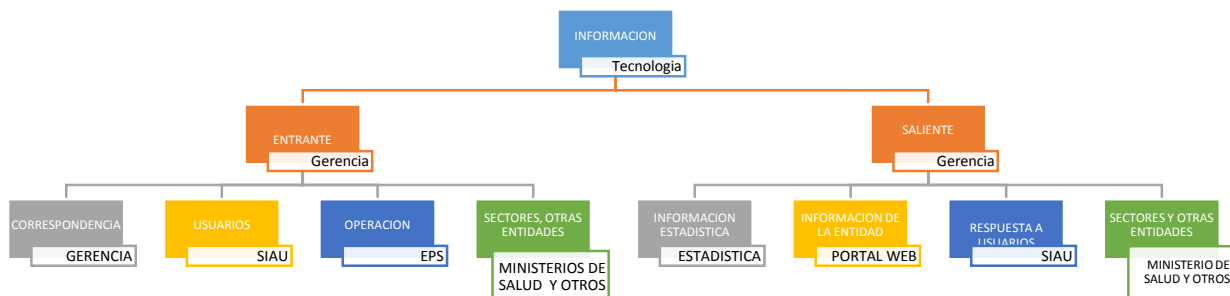 INFORMACION
Tecnologia
ENTRANTE
Gerencia
SALIENTE
Gerencia
CORRESPONDENCiA
GERENCIA
USUARIOS
SIAU
OPERACION
EPS
SECTORES, OTRAS
ENTIDADES
MINISTERIOS DE
SALUD Y OTROS
INFORMACION
ESTADISTICA
ESTADISTICA
INFORMACION DE
LA ENTIDAD
PORTAL WEB
RESPUESTA A
USUARIOS
SIAU
SECTORES Y OTRAS
ENTIDADES
MINISTERIO DE
SALUD Y OTROS